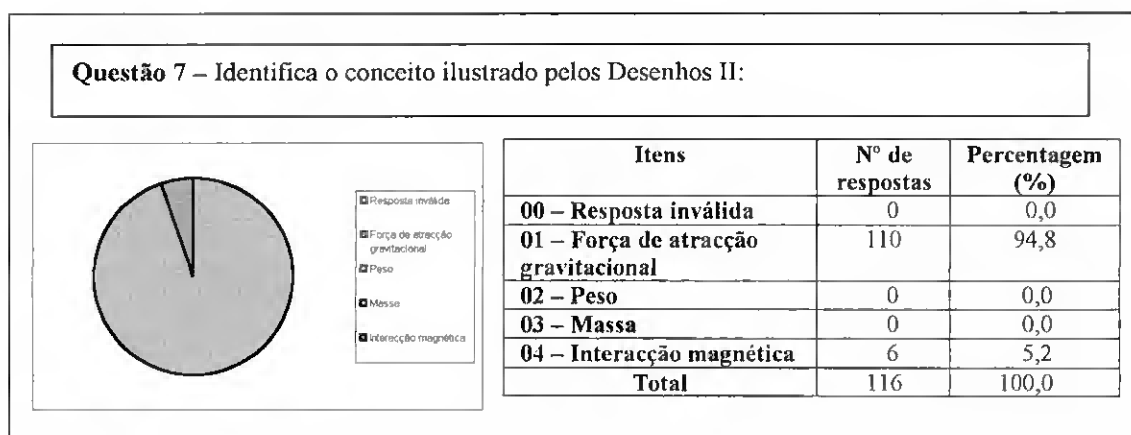 Questão 7 – Identifica o conceito ilustrado pelos Desenhos II:
Resposta inválida
Força de atracção
gravitacional
Peso
Massa
Interacção magnética
Itens Nº de respostas Percentagem (%)
00 – Resposta inválida 0 0,0
01 – Força de atracção gravitacional 110 94,8
02 – Peso 0 0,0
03 – Massa 0 0,0
04 – Interacção magnética 6 5,2
Total 116 100,0